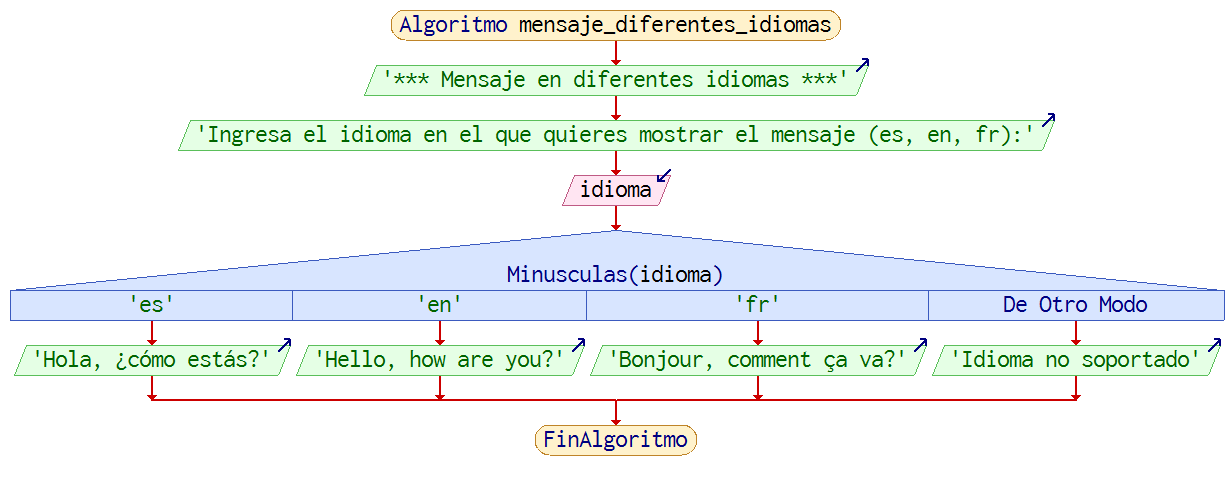 Algoritmo mensaje_diferentes_idiomas
'*** Mensaje en diferentes idiomas ***'
'Ingresa el idioma en el que quieres mostrar el mensaje (es, en, fr):'
idioma
Minusculas(idioma)
'es' 'en' 'fr' De Otro Modo
'Hola, ¿cómo estás?' 'Hello, how are you?' 'Bonjour, comment ça va?' 'Idioma no soportado'
FinAlgoritmo